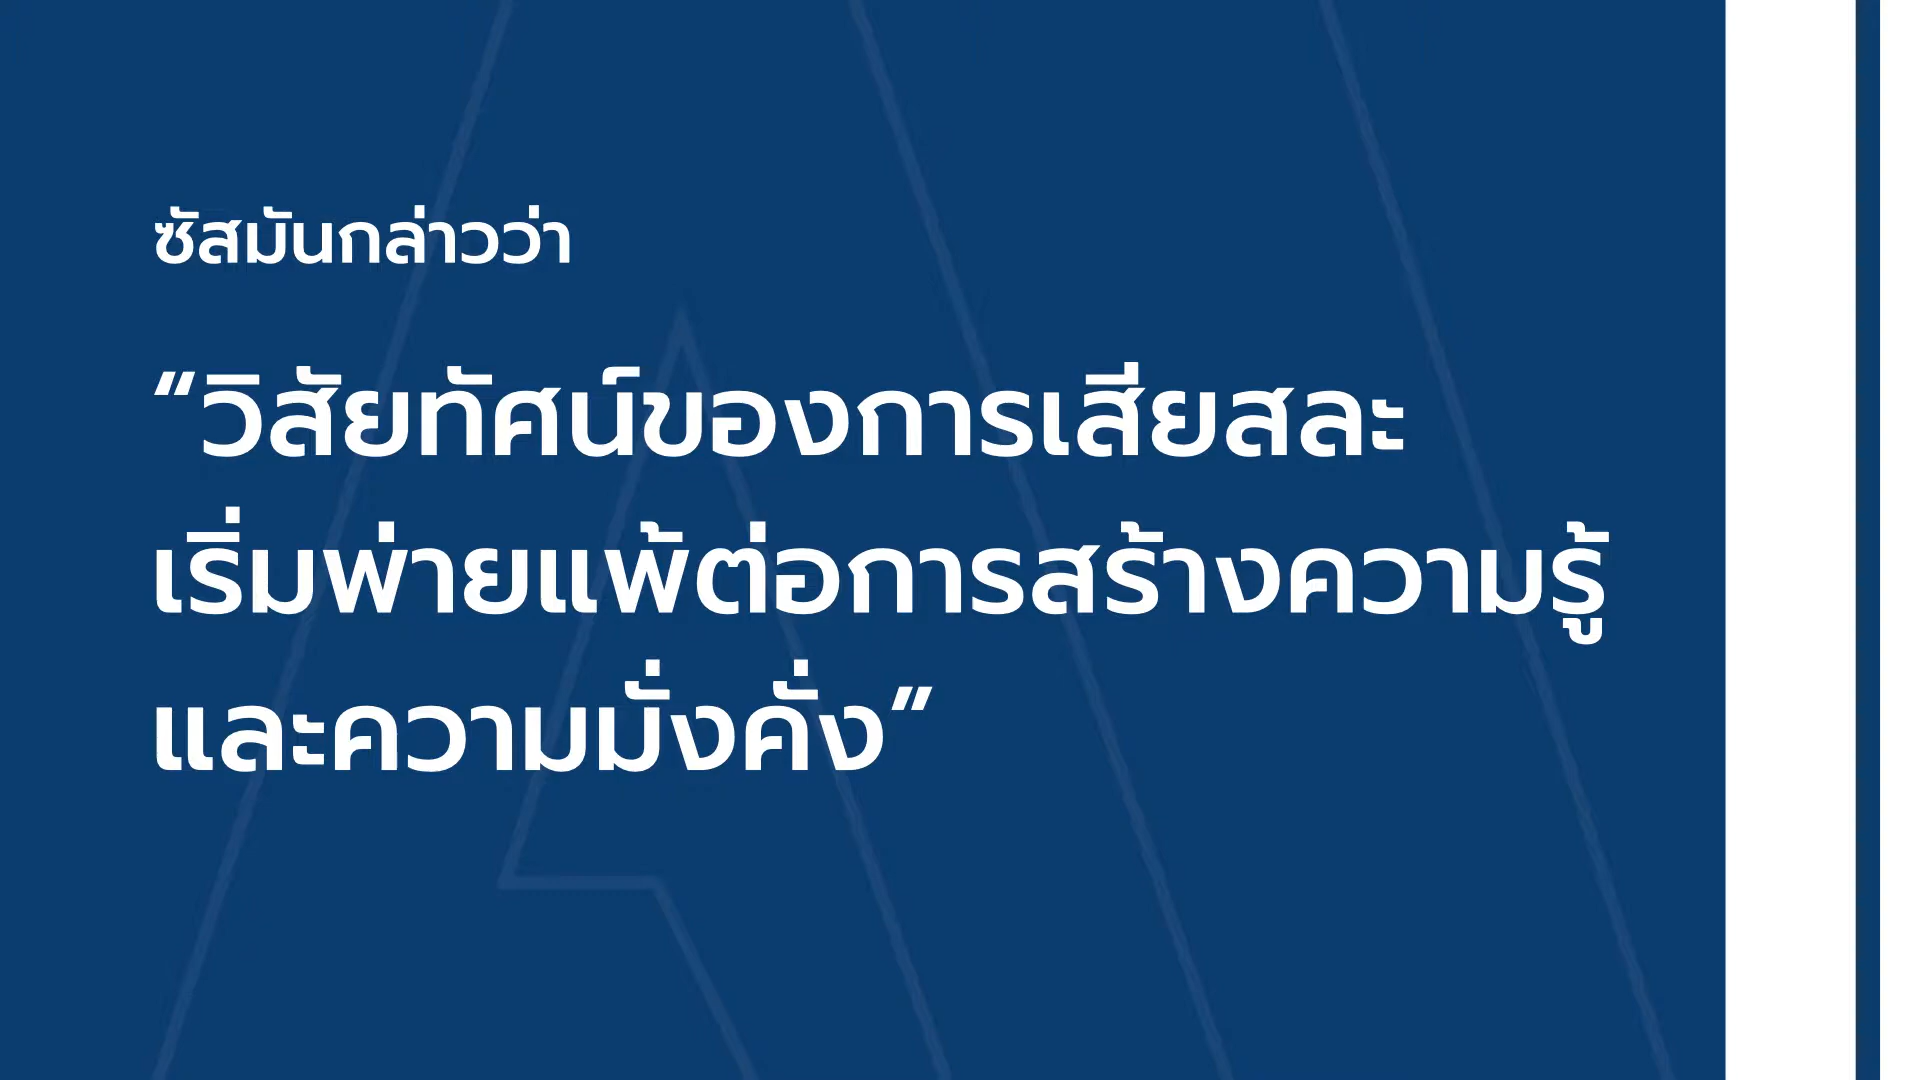 ซัสมันกล่าวว่า
“วิสัยทัศน์ของการเสียสละ
เริ่มพ่ายแพ้ต่อการสร้างความรู้
และความมั่งคั่ง”